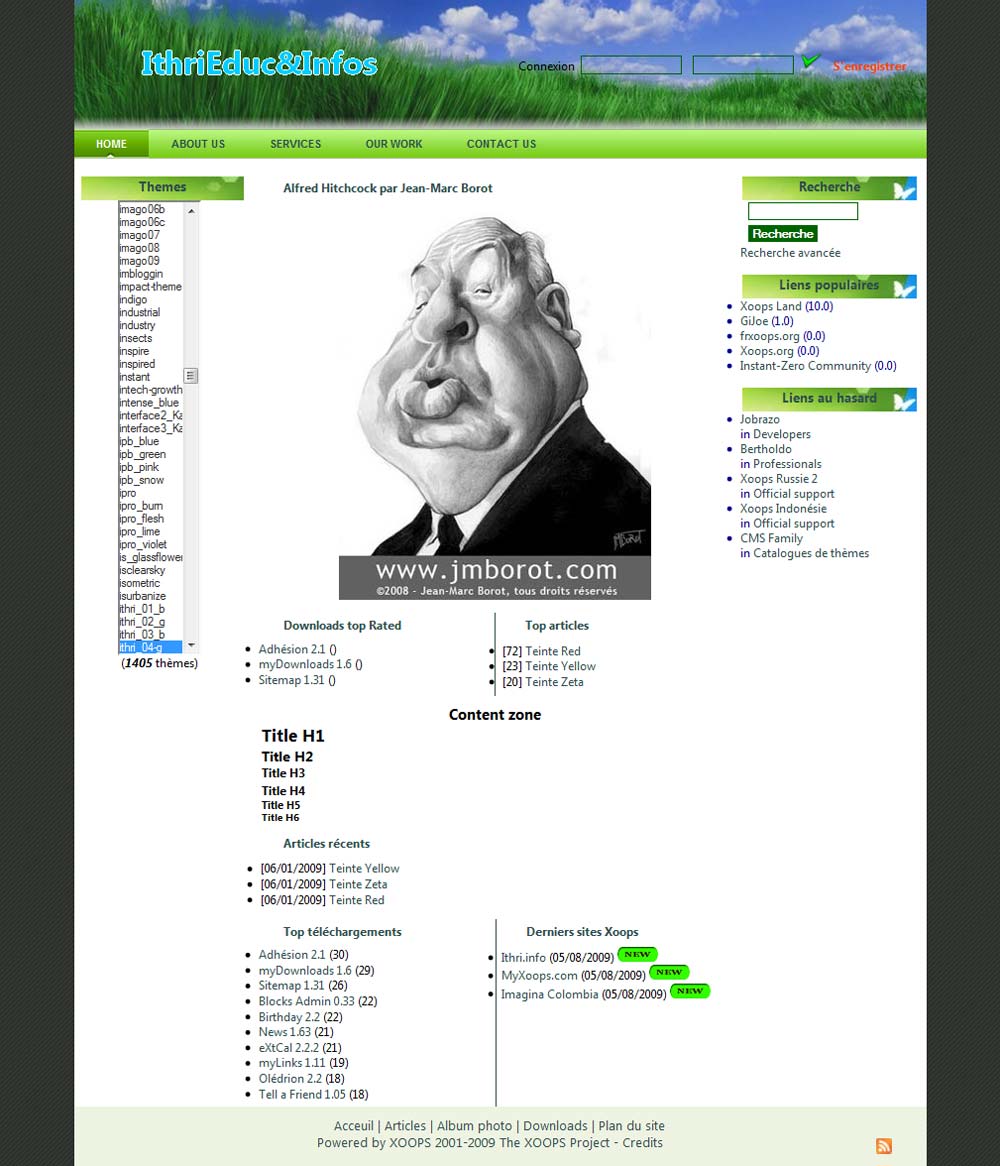 IthriEduc&Infos
Connexion
S'enregistrer
HOME ABOUT US SERVICES OUR WORK CONTACT US
Themes
imago06b
imago06c
imago07
imago08
imago09
imbloggin
impact-theme
indigo
industrial
industry
insects
inspire
inspired
instant
intech-growth
intense_blue
interface2_Ka
interface3_Ka
ipb_blue
ipb_green
ipb_pink
ipb_snow
ipro
ipro_burn
ipro_flesh
ipro_lime
ipro_violet
is_glassflower
isclearsky
isometric
isurbanize
ithri_01_b
ithri_02_g
ithri_03_b
ithri_04-g
(1405 thèmes)
Alfred Hitchcock par Jean-Marc Borot
JMBOROT
www.jmborot.com
©2008 - Jean-Marc Borot, tous droits réservés
Downloads top Rated
Adhésion 2.1 ()
myDownloads 1.6 ()
Sitemap 1.31 ()
Top articles
[72] Teinte Red
[23] Teinte Yellow
[20] Teinte Zeta
Content zone
Title H1
Title H2
Title H3
Title H4
Title H5
Title H6
Articles récents
[06/01/2009] Teinte Yellow
[06/01/2009] Teinte Zeta
[06/01/2009] Teinte Red
Top téléchargements
Adhésion 2.1 (30)
myDownloads 1.6 (29)
Sitemap 1.31 (26)
Blocks Admin 0.33 (22)
Birthday 2.2 (22)
News 1.63 (21)
eXtCal 2.2.2 (21)
myLinks 1.11 (19)
Olédrion 2.2 (18)
Tell a Friend 1.05 (18)
Derniers sites Xoops
Ithri.info (05/08/2009) NEW
MyXoops.com (05/08/2009) NEW
Imagina Colombia (05/08/2009) NEW
Recherche
Recherche
Recherche avancée
Liens populaires
Xoops Land (10.0)
GiJoe (1.0)
frxoops.org (0.0)
Xoops.org (0.0)
Instant-Zero Community (0.0)
Liens au hasard
Jobrazo
in Developers
Bertholdo
in Professionals
Xoops Russie 2
in Official support
Xoops Indonésie
in Official support
CMS Family
in Catalogues de thèmes
Acceuil | Articles | Album photo | Downloads | Plan du site
Powered by XOOPS 2001-2009 The XOOPS Project - Credits